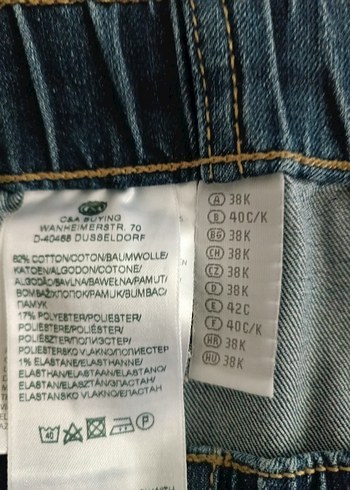 C&A
C&A BUYING
WANHEIMERSTR. 70
D-40468 DUSSELDORF
82% COTTON/COTON/BAUMWOLLE/
KATOEN/ALGODON/COTONE/
ALGODÃO/BAVLNA/BAWEŁNA/PAMUT/
BOMBAŽ/ХЛОПОК/PAMUK/BUMBAC/
ПАМУК
17% POLYESTER/POLIESTER/
POLIESTERE/POLIÉSTER/
POLIÉSZTER/ПОЛИЭСТЕР/
POLIESTERSKO VLAKNO/ПОЛИЕСТЕР
1% ELASTANE/ELASTHANNE/
ELASTHAN/ELASTAAN/ELASTANO/
ELASTAN/ELASZTÁN/ЭЛАСТАН/
ELASTANSKO VLAKNO/ЕЛАСТАН
40
P
A 38K
B 40C/K
BG 38K
CH 38K
CZ 38K
D 38K
E 42C
F 40C/K
HR 38K
HU 38K